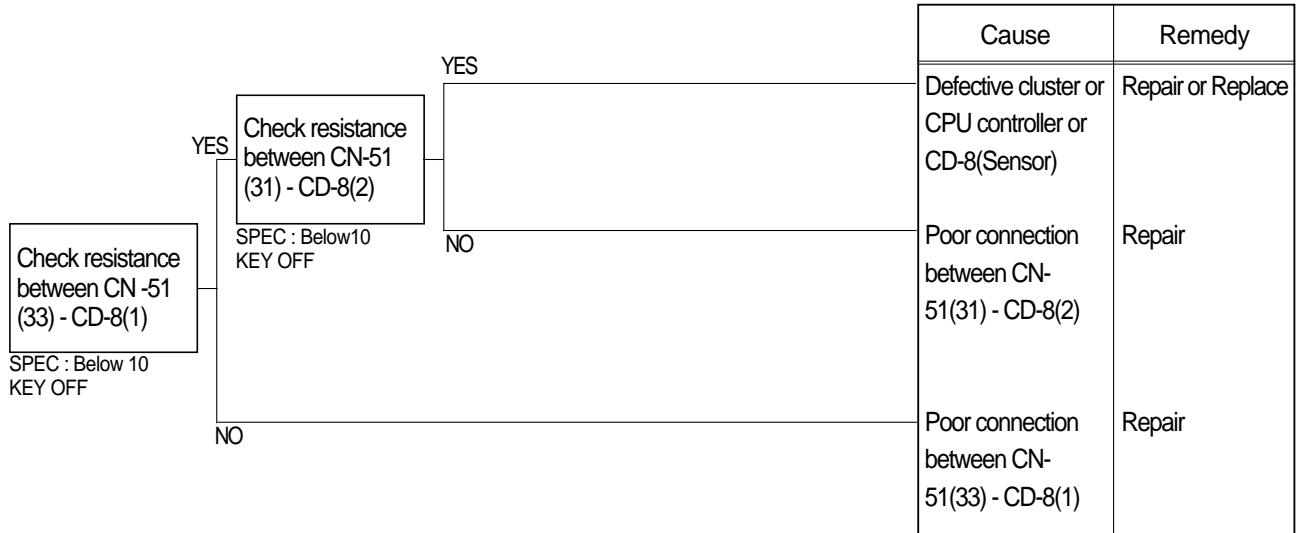 Cause
Remedy
YES
Defective cluster or
CPU controller or
CD-8(Sensor)
Repair or Replace
YES
Check resistance
between CN-51
(31) - CD-8(2)
SPEC : Below10
KEY OFF
NO
Poor connection
between CN-
51(31) - CD-8(2)
Repair
Check resistance
between CN -51
(33) - CD-8(1)
SPEC : Below 10
KEY OFF
NO
Poor connection
between CN-
51(33) - CD-8(1)
Repair